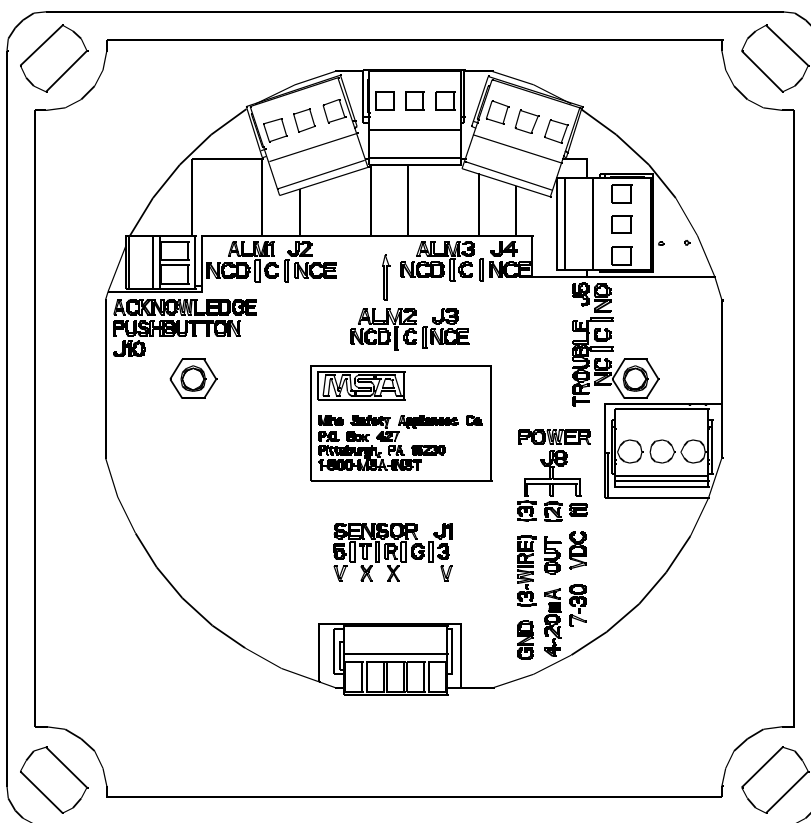 ALM1 J2
NCD|C|NCE
ALM3 J4
NCD|C|NCE
ALM2 J3
NCD|C|NCE
ACKNOWLEDGE
PUSHBUTTON
J10
TROUBLE J5
NC|C|NO
MSA
Mine Safety Appliances Co.
P.O. Box 427
Pittsburgh, PA 15230
1-800-MSA-INST
POWER
J8
GND (3-WIRE) (3)
4-20mA OUT (2)
7-30 VDC (1)
SENSOR J1
5|T|R|G|3
V X X V